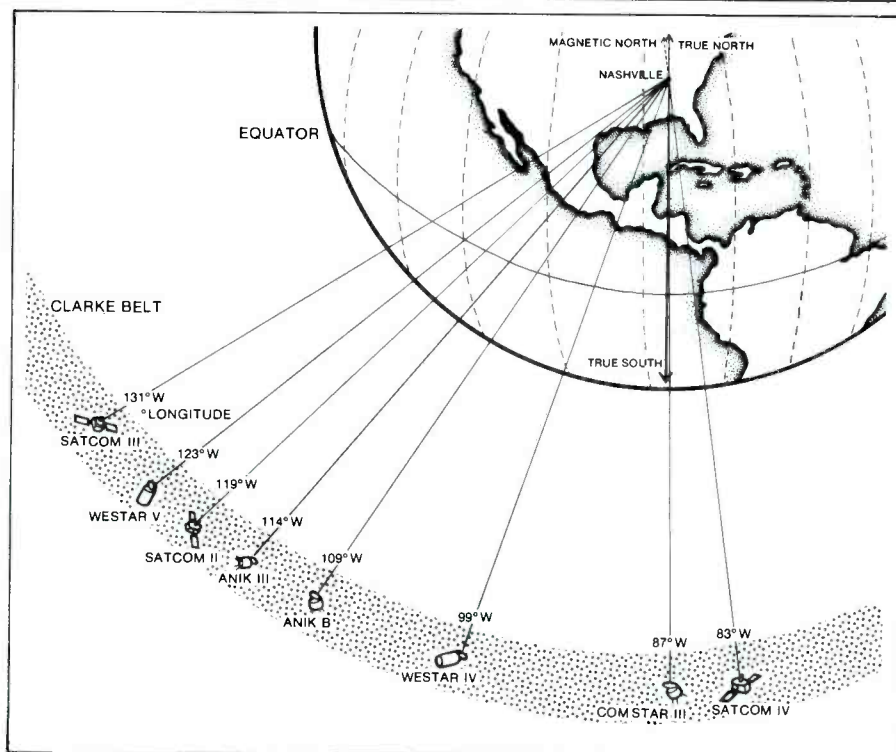 MAGNETIC NORTH
TRUE NORTH
NASHVILLE
EQUATOR
CLARKE BELT
TRUE SOUTH
131°W
°LONGITUDE
SATCOM III
123°W
WESTAR V
119°W
SATCOM II
114°W
ANIK III
109°W
ANIK B
99°W
WESTAR IV
87°W
COMSTAR III
83°W
SATCOM IV